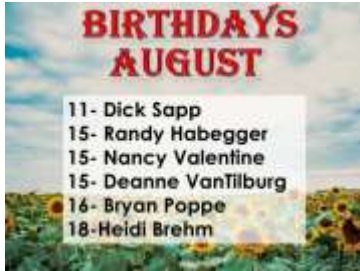 BIRTHDAYS
AUGUST
11- Dick Sapp
15- Randy Habegger
15- Nancy Valentine
15- Deanne VanTilburg
16- Bryan Poppe
18-Heidi Brehm